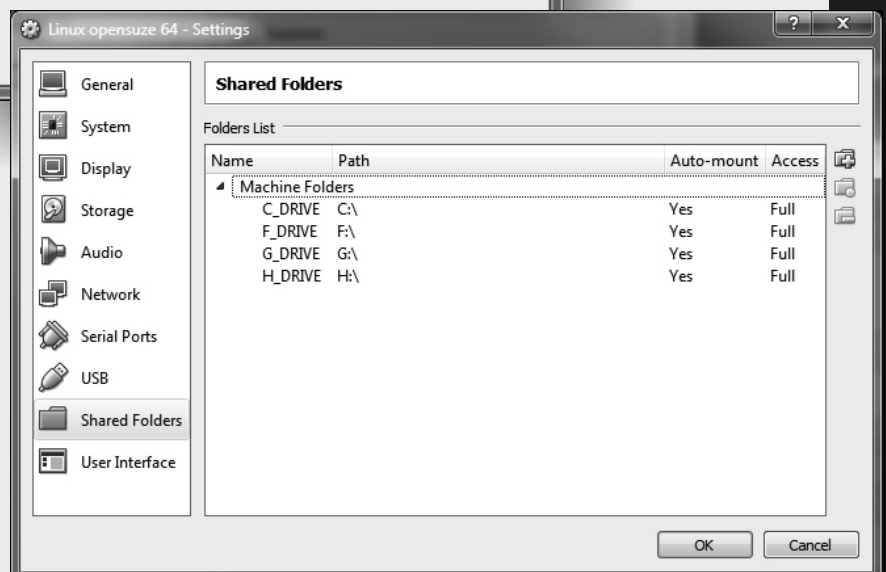 Linux opensuze 64 - Settings
?
X
General
System
Display
Storage
Audio
Network
Serial Ports
USB
Shared Folders
User Interface
Shared Folders
Folders List
Name Path Auto-mount Access
Machine Folders
C_DRIVE C:\ Yes Full
F_DRIVE F:\ Yes Full
G_DRIVE G:\ Yes Full
H_DRIVE H:\ Yes Full
OK
Cancel